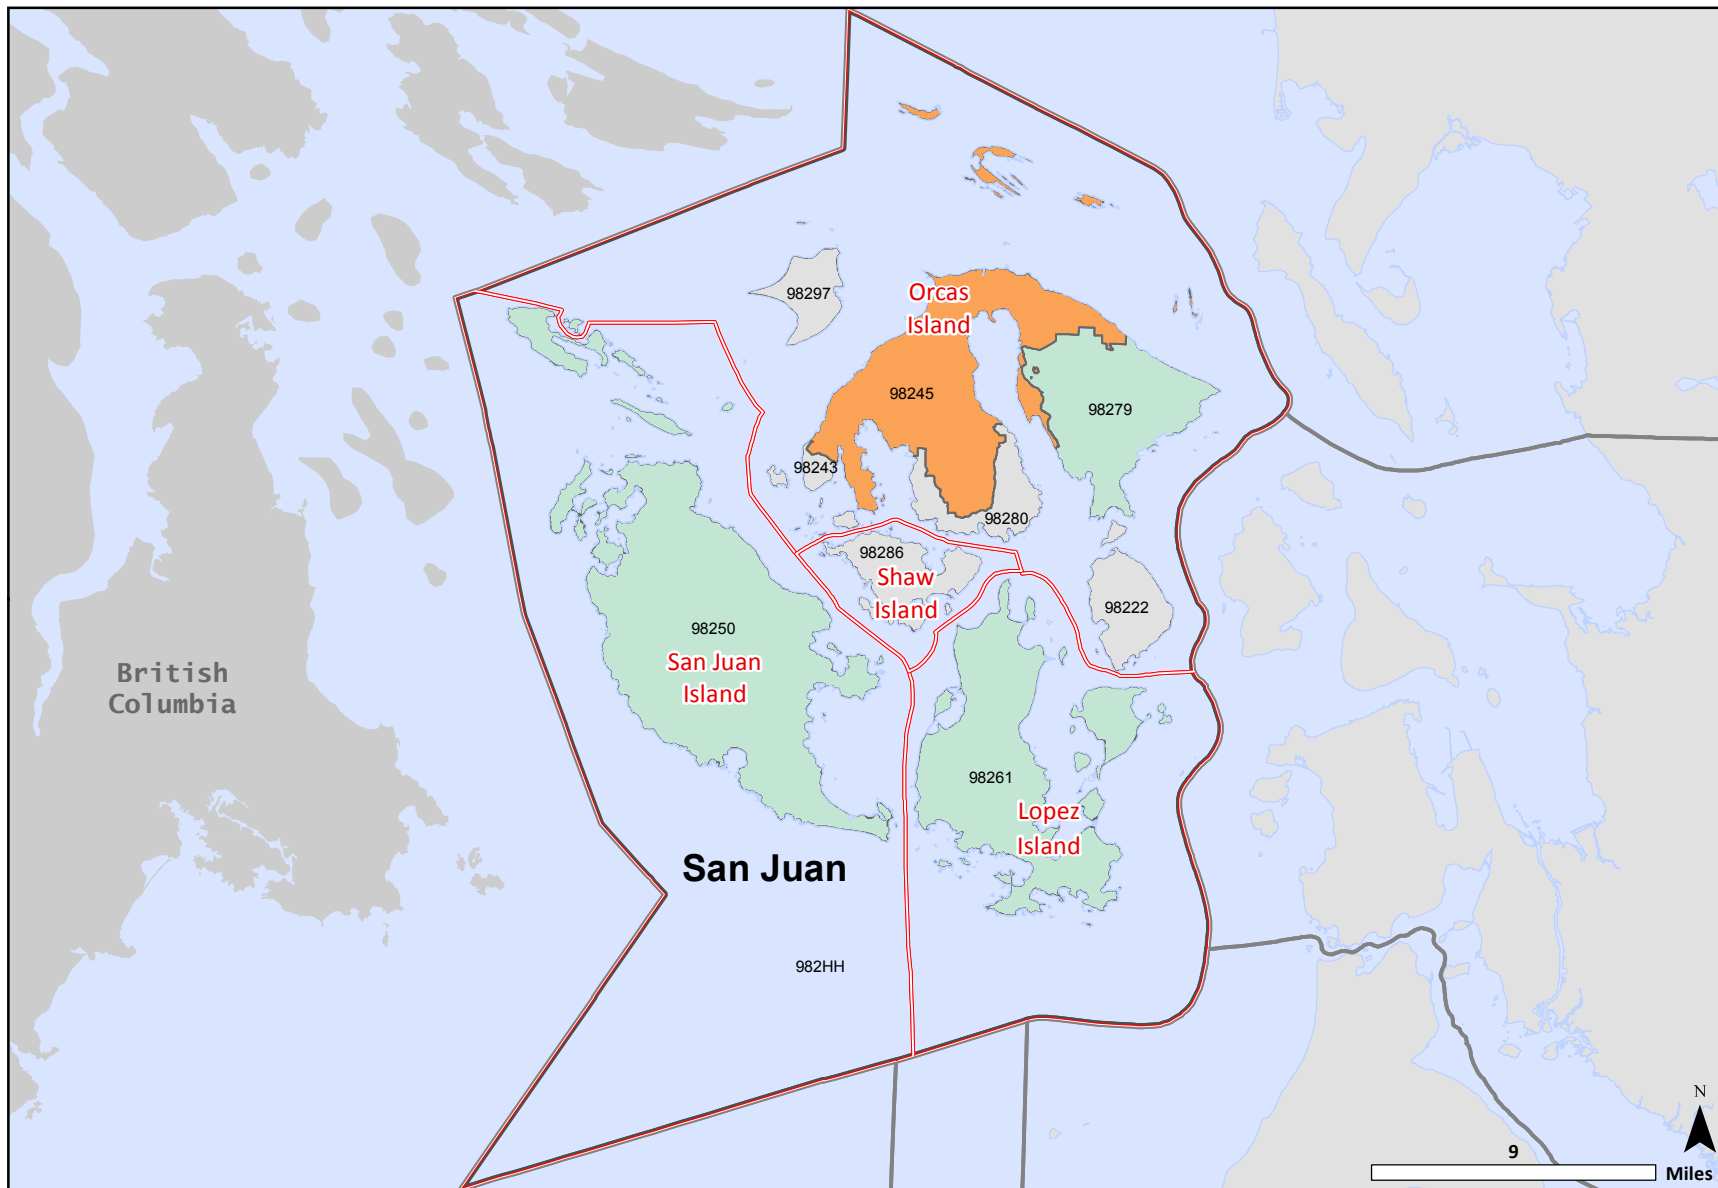 98297
Orcas
Island
98245
98279
98243
98280
98286
Shaw
Island
98222
98250
San Juan
Island
British
Columbia
98261
Lopez
Island
San Juan
982HH
N
9
Miles